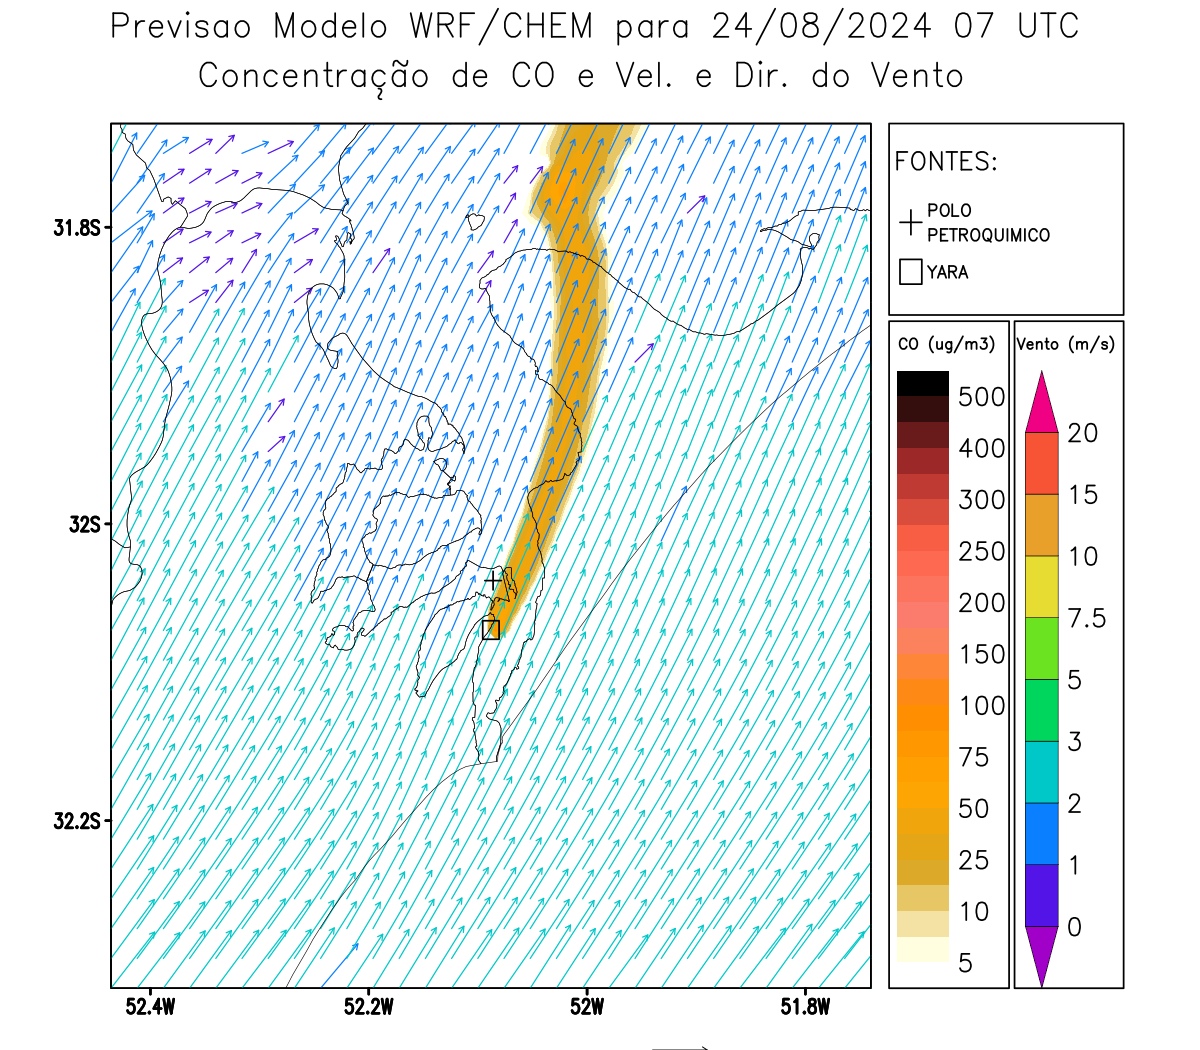 Previsao Modelo WRF/CHEM para 24/08/2024 07 UTC
Concentração de CO e Vel. e Dir. do Vento
FONTES:
POLO
PETROQUIMICO
YARA
31.8S
32S
32.2S
52.4W
52.2W
52W
51.8W
CO (ug/m3)
500
400
300
250
200
150
100
75
50
25
10
5
Vento (m/s)
20
15
10
7.5
5
3
2
1
0